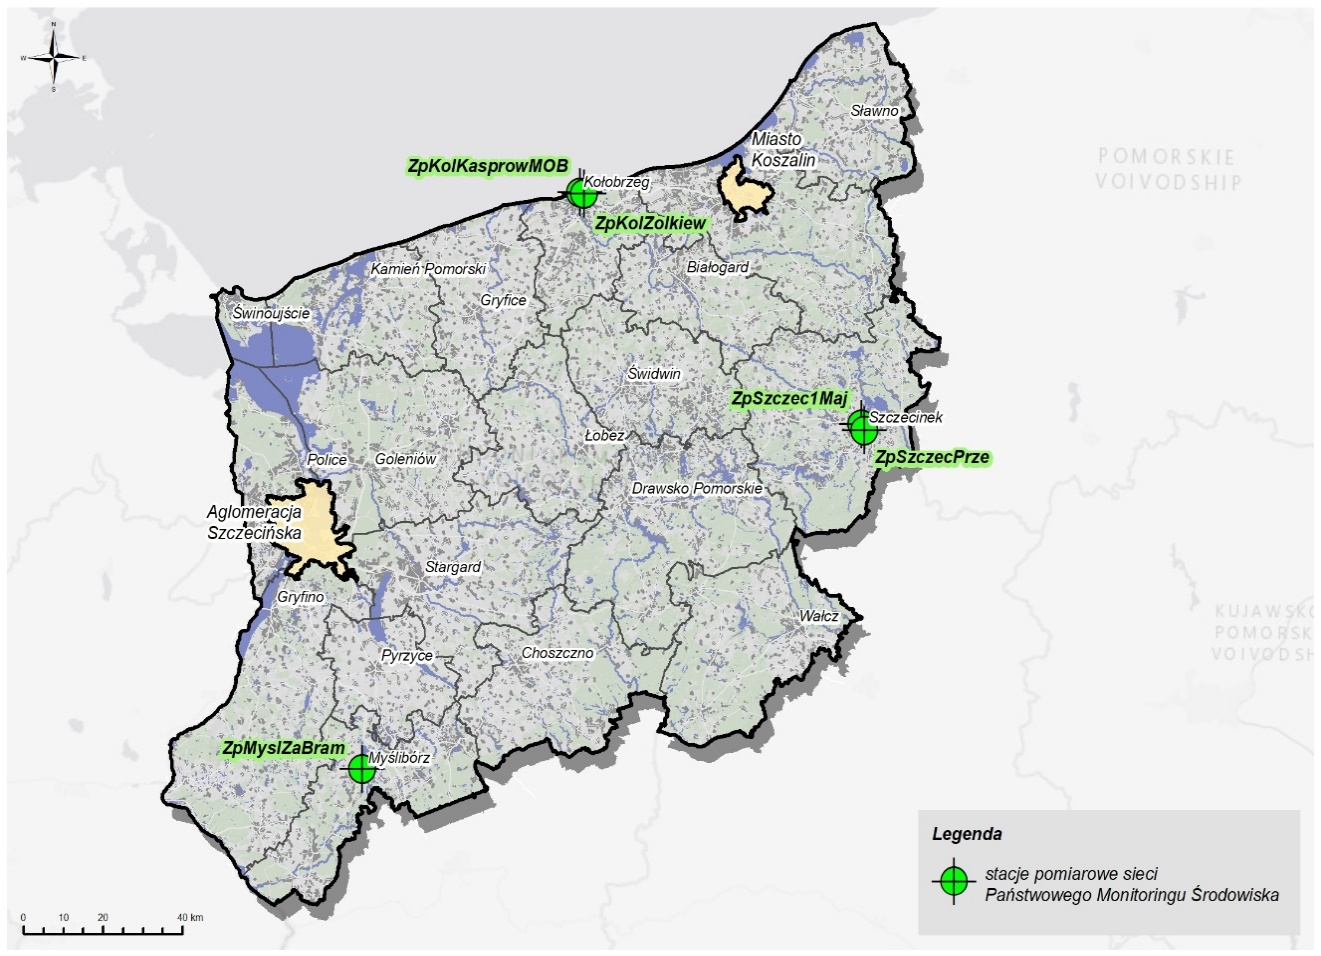 N
W
E
S
Sławno
Miasto
Koszalin
POMORSKIE
VOIVODSHIP
ZpKolKasprowMOB
Kołobrzeg
ZpKolZolkiew
Kamień Pomorski
Białogard
Gryfice
Świnoujście
Świdwin
ZpSzczec1Maj
Szczecinek
Łobez
Police
Goleniów
ZpSzczecPrze
Drawsko Pomorskie
Aglomeracja
Szczecińska
Stargard
Gryfino
Wałcz
KUJAWSKO
POMORSK
VOIVODSH
Pyrzyce
Choszczno
ZpMyslZaBram
Myślibórz
Legenda
stacje pomiarowe sieci
Państwowego Monitoringu Środowiska
0 10 20 40 km